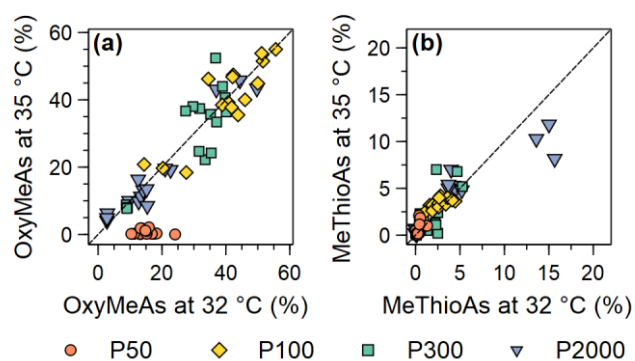 (a)
OxyMeAs at 35 °C (%)
60
40
20
0
0 20 40 60
OxyMeAs at 32 °C (%)
(b)
MeThioAs at 35 °C (%)
20
15
10
5
0
0 5 10 15 20
MeThioAs at 32 °C (%)
P50 P100 P300 P2000